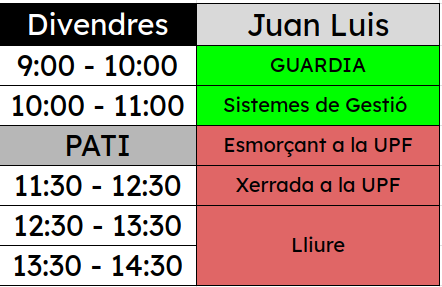 Divendres Juan Luis
9:00 - 10:00 GUARDIA
10:00 - 11:00 Sistemes de Gestió
PATI Esmorçant a la UPF
11:30 - 12:30 Xerrada a la UPF
12:30 - 13:30
Lliure
13:30 - 14:30